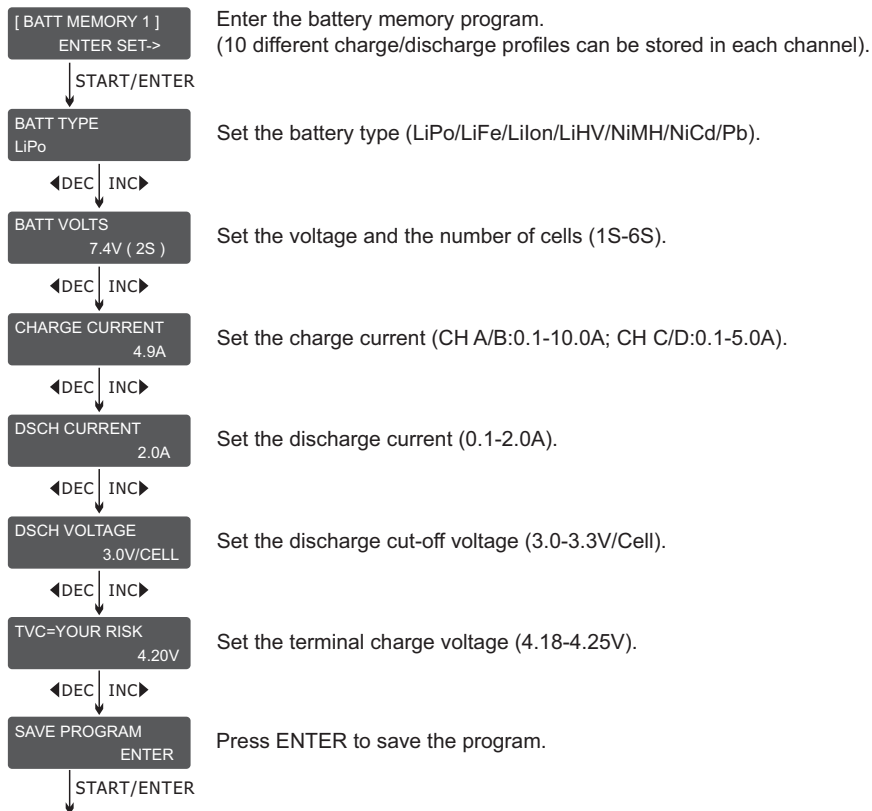 [ BATT MEMORY 1 ]
ENTER SET->
Enter the battery memory program.
(10 different charge/discharge profiles can be stored in each channel).
START/ENTER
BATT TYPE
LiPo
Set the battery type (LiPo/LiFe/LiIon/LiHV/NiMH/NiCd/Pb).
DEC INC
BATT VOLTS
7.4V ( 2S )
Set the voltage and the number of cells (1S-6S).
DEC INC
CHARGE CURRENT
4.9A
Set the charge current (CH A/B:0.1-10.0A; CH C/D:0.1-5.0A).
DEC INC
DSCH CURRENT
2.0A
Set the discharge current (0.1-2.0A).
DEC INC
DSCH VOLTAGE
3.0V/CELL
Set the discharge cut-off voltage (3.0-3.3V/Cell).
DEC INC
TVC=YOUR RISK
4.20V
Set the terminal charge voltage (4.18-4.25V).
DEC INC
SAVE PROGRAM
ENTER
Press ENTER to save the program.
START/ENTER